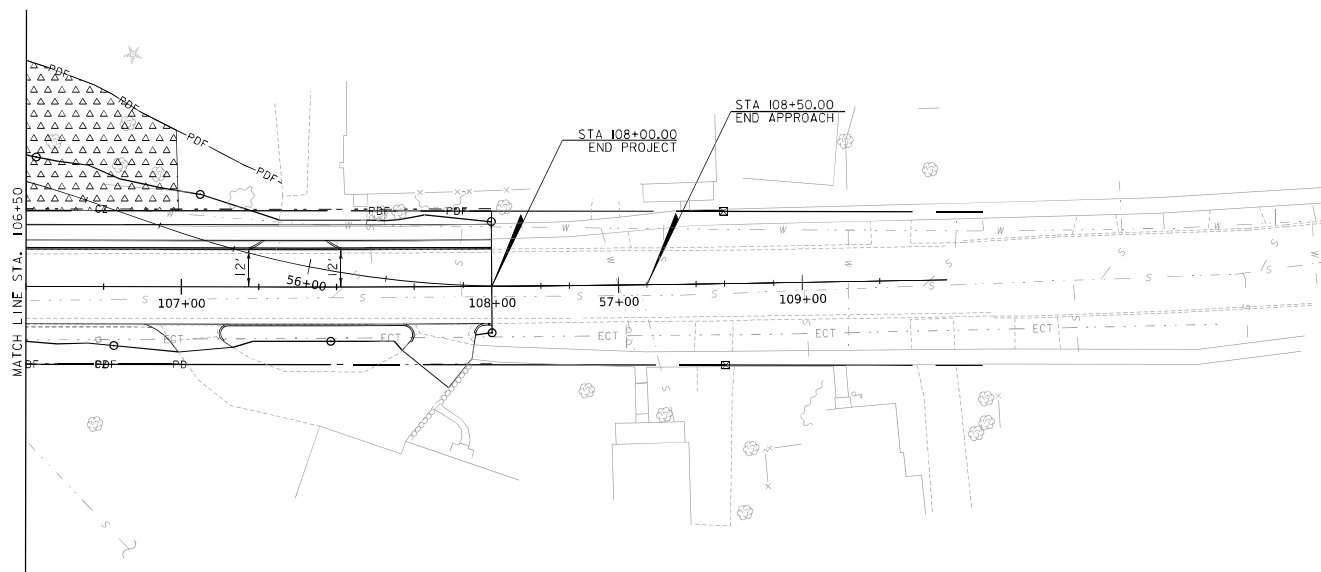 PDF
PDF
PDF
PDF
STA 108+50.00
END APPROACH
STA 108+00.00
END PROJECT
MATCH LINE STA. 106+50
CZ
PDF
PDF
W
W
W
W
W
S
S
S
W
S
W
S
S
12'
12'
56+00
S
S
S
S
S
107+00
108+00
57+00
109+00
ECT
ECT
ECT
ECT
S
S
S
PDF
PD
S
S